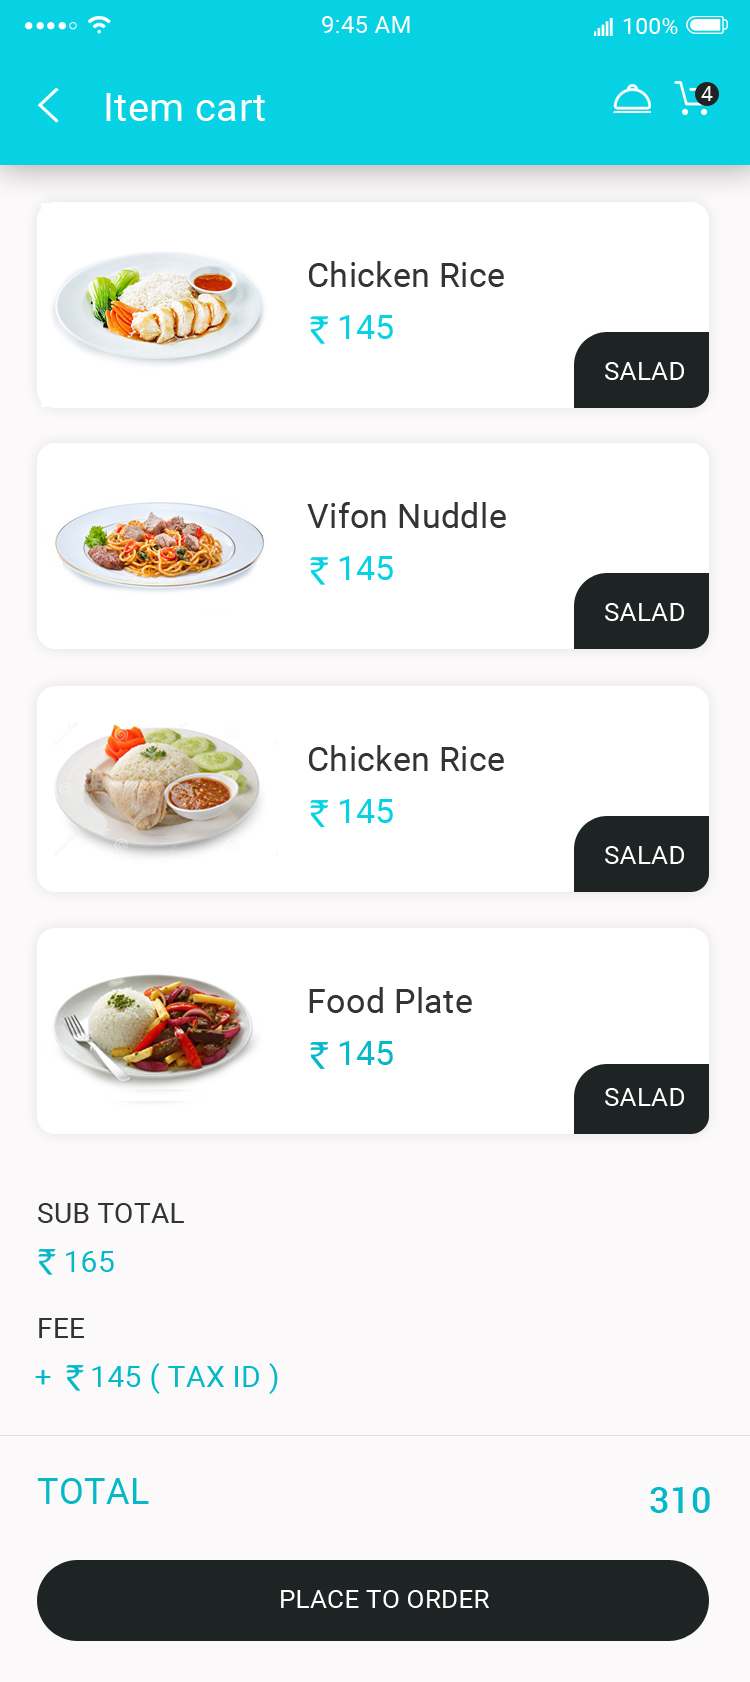 9:45 AM
100%
Item cart
4
Chicken Rice
₹ 145
SALAD
Vifon Nuddle
₹ 145
SALAD
Chicken Rice
₹ 145
SALAD
Food Plate
₹ 145
SALAD
SUB TOTAL
₹ 165
FEE
+ ₹ 145 ( TAX ID )
TOTAL
310
PLACE TO ORDER